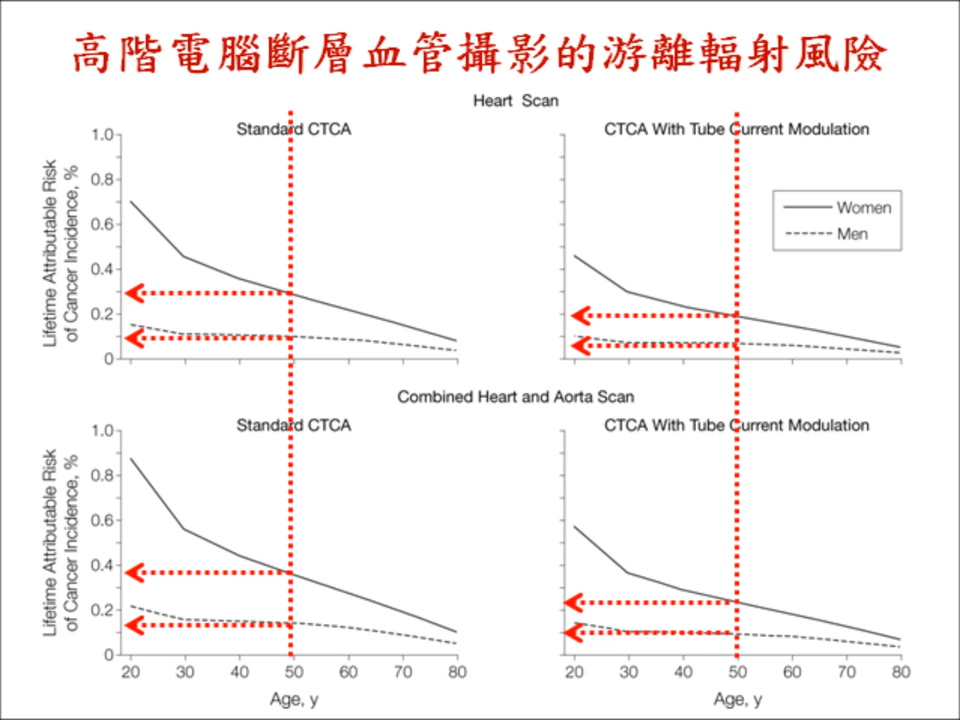 高階電腦斷層血管攝影的游離輻射風險
Heart Scan
Standard CTCA
CTCA With Tube Current Modulation
Lifetime Attributable Risk
of Cancer Incidence, %
1.0
0.8
0.6
0.4
0.2
0
Women
Men
Combined Heart and Aorta Scan
Standard CTCA
CTCA With Tube Current Modulation
Lifetime Attributable Risk
of Cancer Incidence, %
1.0
0.8
0.6
0.4
0.2
0
20 30 40 50 60 70 80
20 30 40 50 60 70 80
Age, y
Age, y